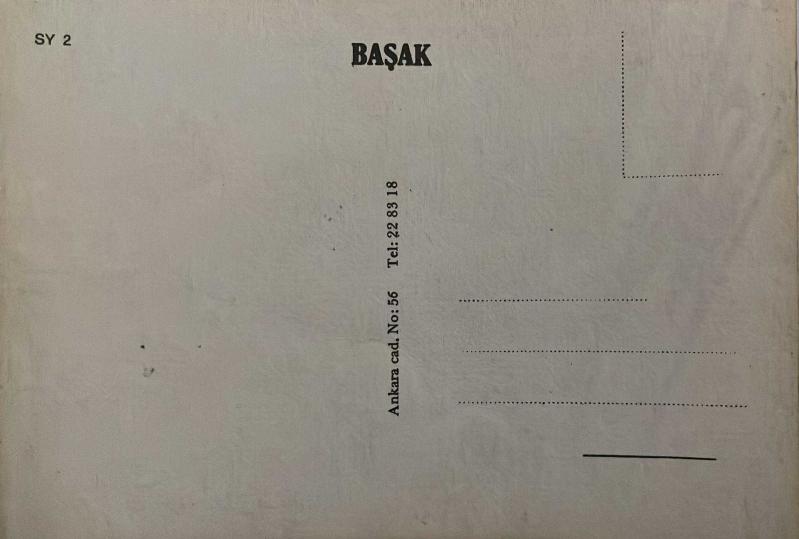 SY 2
BAŞAK
Ankara cad. No: 56 Tel: 22 83 18